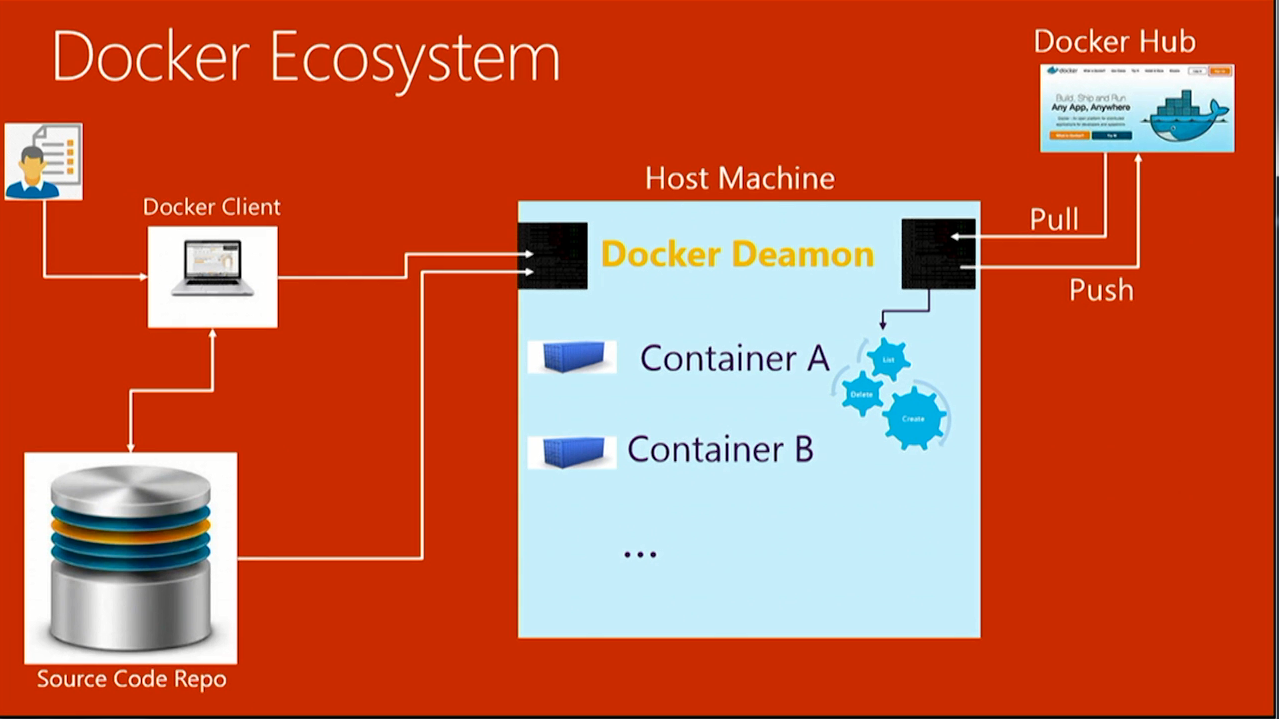 Docker Ecosystem
Docker Hub
docker
Build, Ship and Run
Any App, Anywhere
Docker Client
Host Machine
Pull
Docker Deamon
Push
Container A
List
Delete
Create
Container B
...
Source Code Repo